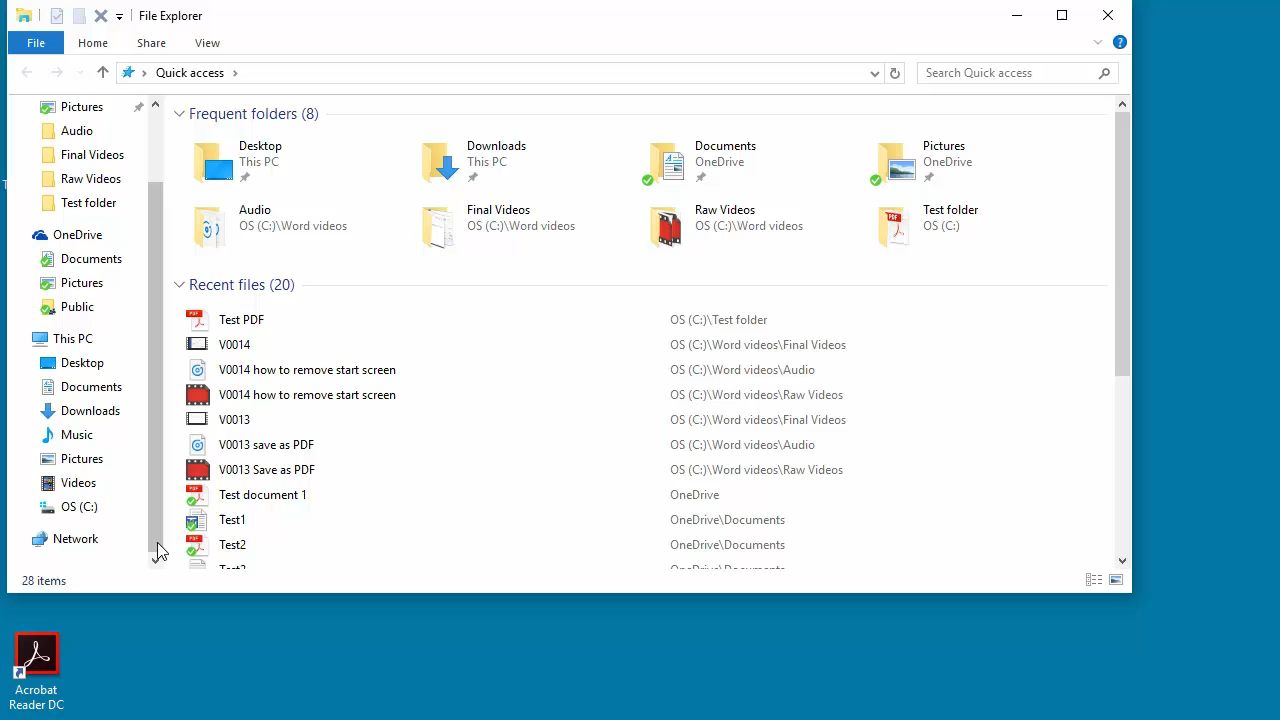 File Explorer
File Home Share View
Quick access
Search Quick access
Pictures
Audio
Final Videos
Raw Videos
Test folder
OneDrive
Documents
Pictures
Public
This PC
Desktop
Documents
Downloads
Music
Pictures
Videos
OS (C:)
Network
Frequent folders (8)
Desktop
This PC
Downloads
This PC
Documents
OneDrive
Pictures
OneDrive
Audio
OS (C:)\Word videos
Final Videos
OS (C:)\Word videos
Raw Videos
OS (C:)\Word videos
Test folder
OS (C:)
Recent files (20)
Test PDF OS (C:)\Test folder
V0014 OS (C:)\Word videos\Final Videos
V0014 how to remove start screen OS (C:)\Word videos\Audio
V0014 how to remove start screen OS (C:)\Word videos\Raw Videos
V0013 OS (C:)\Word videos\Final Videos
V0013 save as PDF OS (C:)\Word videos\Audio
V0013 Save as PDF OS (C:)\Word videos\Raw Videos
Test document 1 OneDrive
Test1 OneDrive\Documents
Test2 OneDrive\Documents
28 items
Acrobat
Reader DC